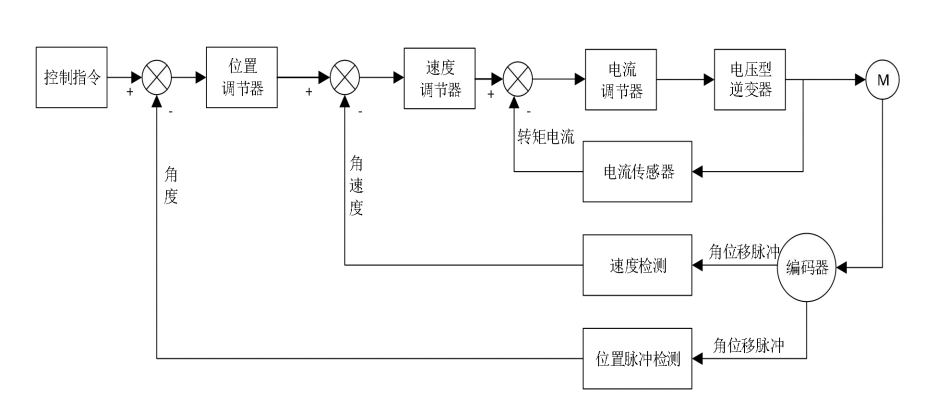 控制指令
+
-
位置
调节器
+
-
速度
调节器
+
-
电流
调节器
电压型
逆变器
M
转矩电流
电流传感器
角
度
角
速
度
速度检测
角位移脉冲
编码器
位置脉冲检测
角位移脉冲